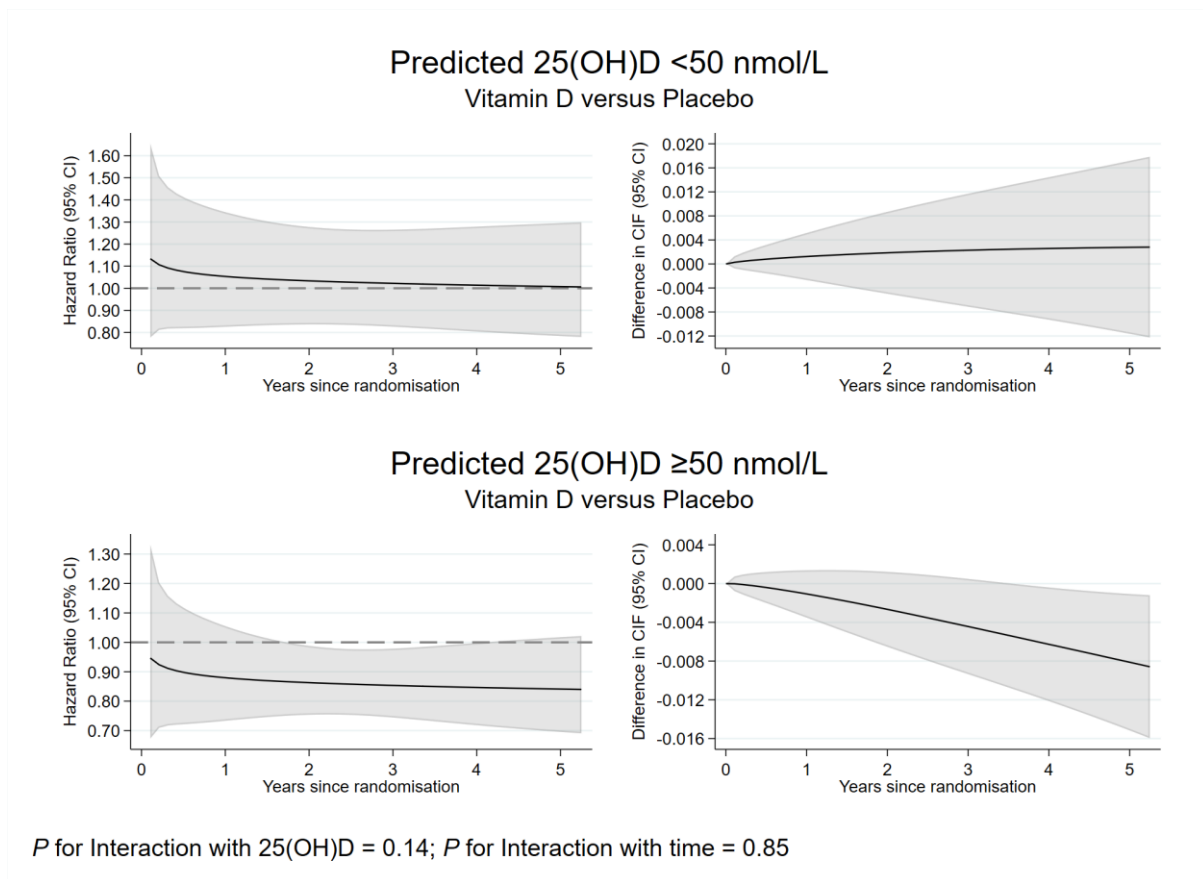 Predicted 25(OH)D <50 nmol/L
Vitamin D versus Placebo
Hazard Ratio (95% CI)
1.60
1.50
1.40
1.30
1.20
1.10
1.00
0.90
0.80
0 1 2 3 4 5
Years since randomisation
Difference in CIF (95% CI)
0.020
0.016
0.012
0.008
0.004
0.000
-0.004
-0.008
-0.012
0 1 2 3 4 5
Years since randomisation
Predicted 25(OH)D ≥50 nmol/L
Vitamin D versus Placebo
Hazard Ratio (95% CI)
1.30
1.20
1.10
1.00
0.90
0.80
0.70
0 1 2 3 4 5
Years since randomisation
Difference in CIF (95% CI)
0.004
0.000
-0.004
-0.008
-0.012
-0.016
0 1 2 3 4 5
Years since randomisation
P for Interaction with 25(OH)D = 0.14; P for Interaction with time = 0.85